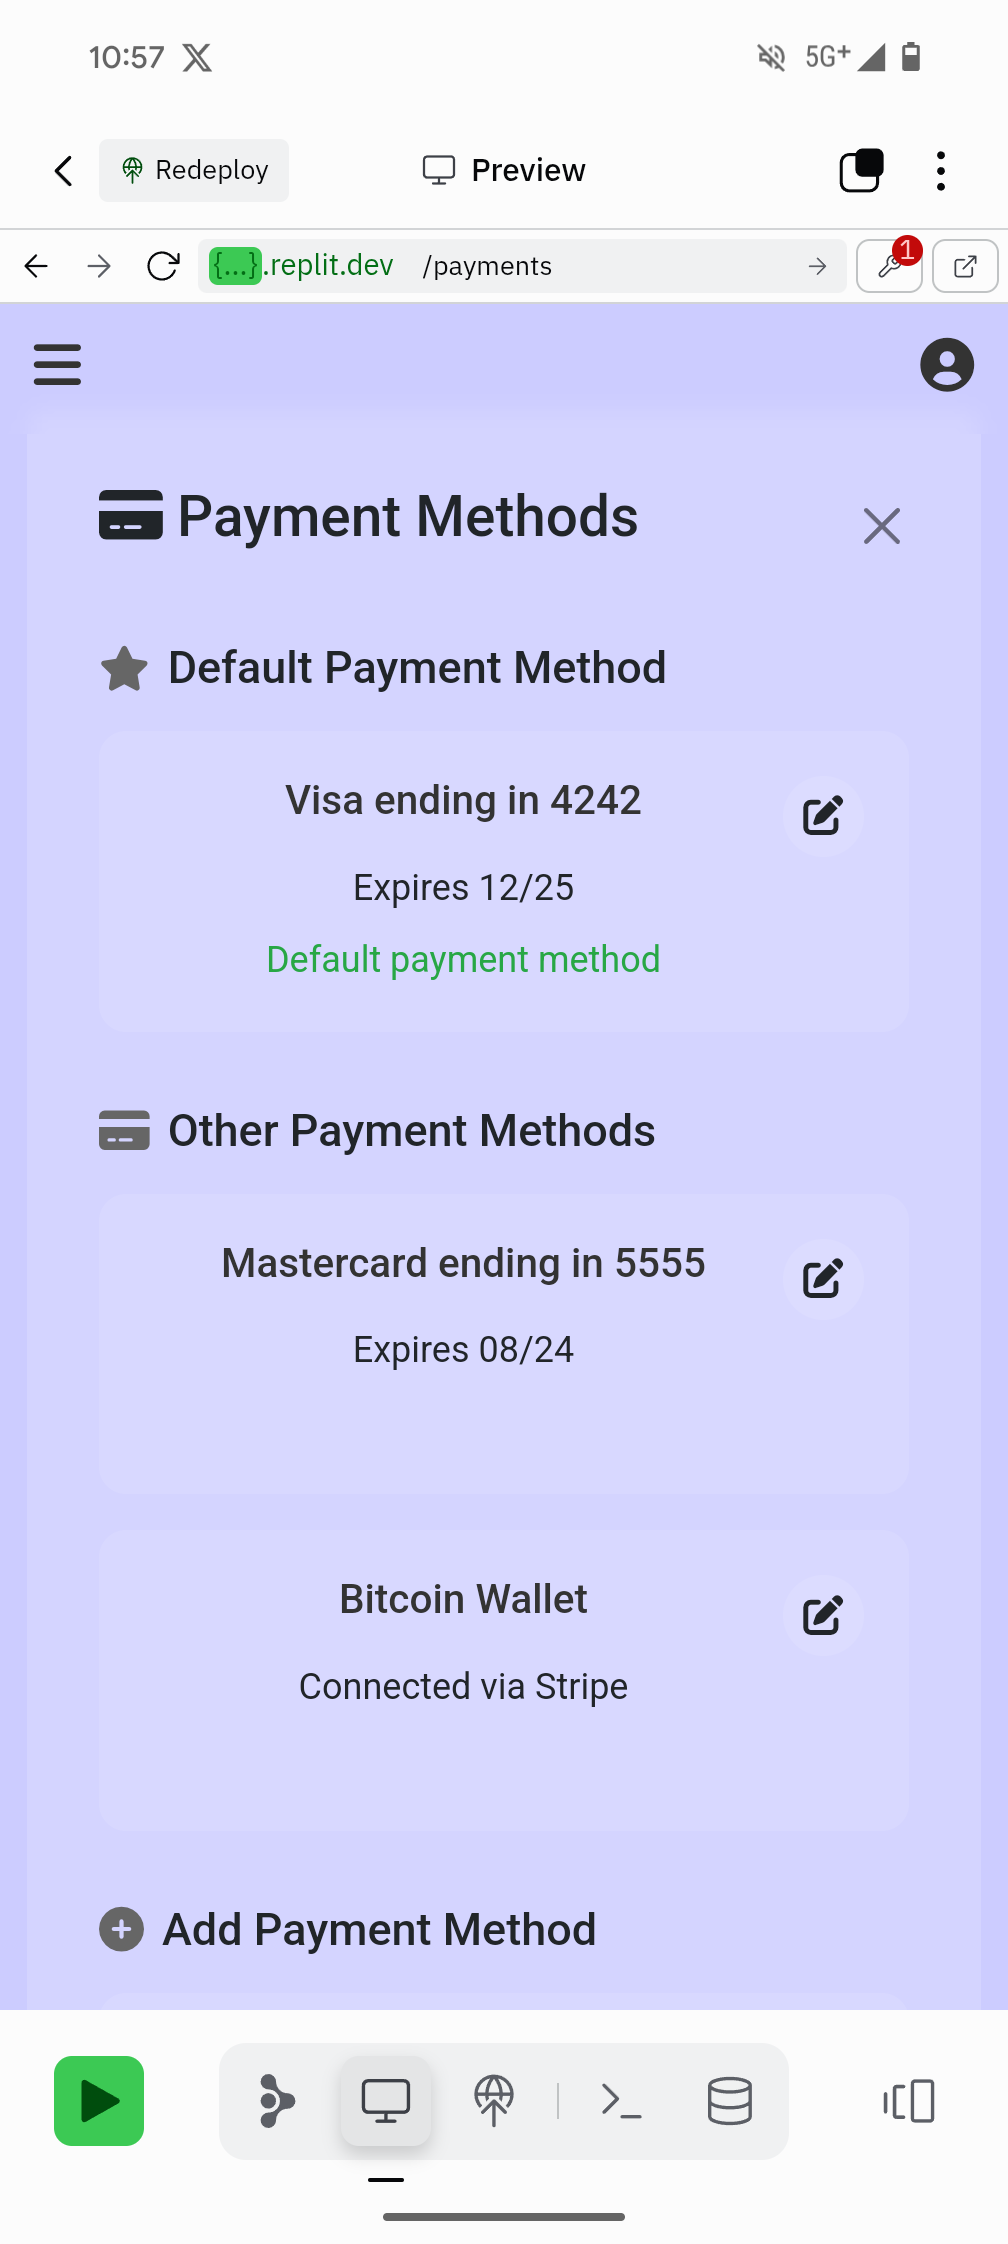 10:57
5G+
Redeploy
Preview
{...}.replit.dev /payments
1
Payment Methods
Default Payment Method
Visa ending in 4242
Expires 12/25
Default payment method
Other Payment Methods
Mastercard ending in 5555
Expires 08/24
Bitcoin Wallet
Connected via Stripe
Add Payment Method